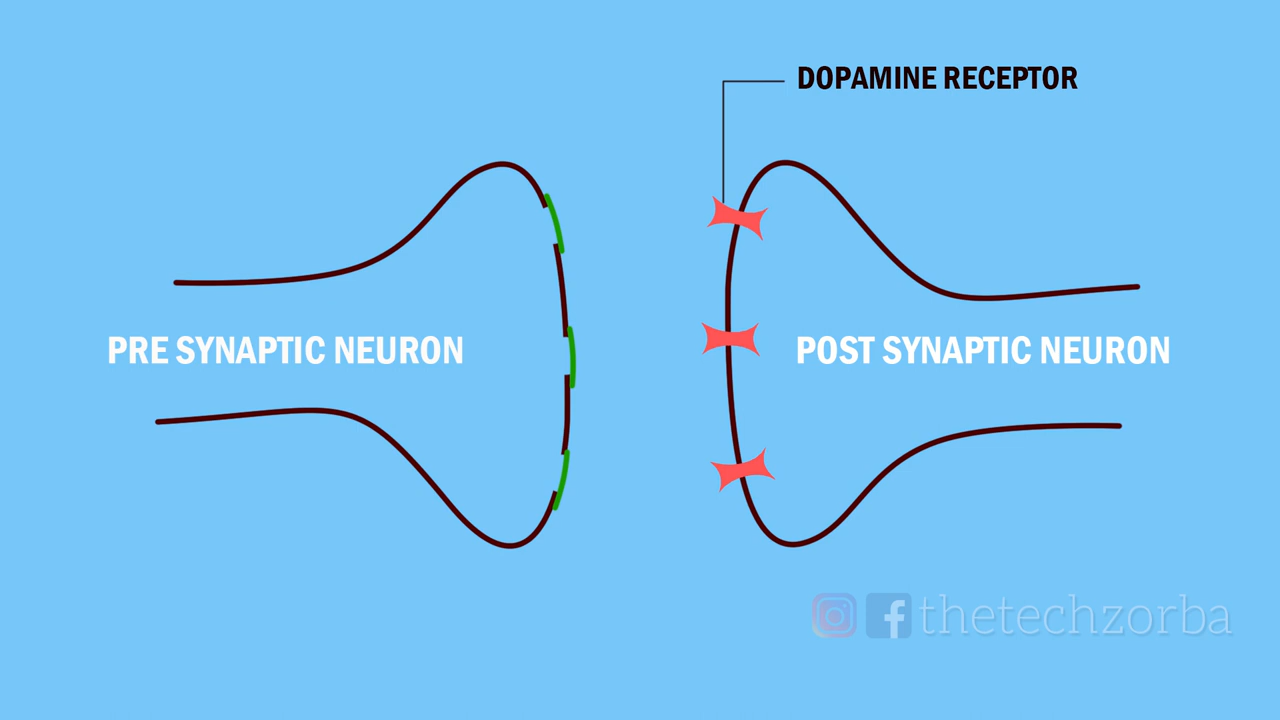 DOPAMINE RECEPTOR
PRE SYNAPTIC NEURON
POST SYNAPTIC NEURON
thetechzorba